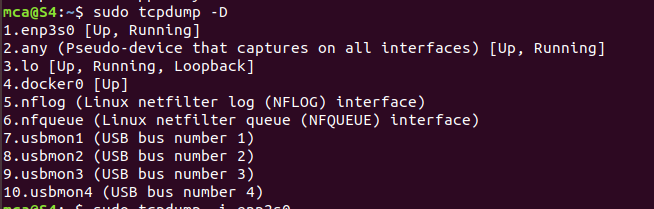 mca@S4:~$ sudo tcpdump -D
1.enp3s0 [Up, Running]
2.any (Pseudo-device that captures on all interfaces) [Up, Running]
3.lo [Up, Running, Loopback]
4.docker0 [Up]
5.nflog (Linux netfilter log (NFLOG) interface)
6.nfqueue (Linux netfilter queue (NFQUEUE) interface)
7.usbmon1 (USB bus number 1)
8.usbmon2 (USB bus number 2)
9.usbmon3 (USB bus number 3)
10.usbmon4 (USB bus number 4)
mca@S4:~$ sudo tcpdump -i enp3s0